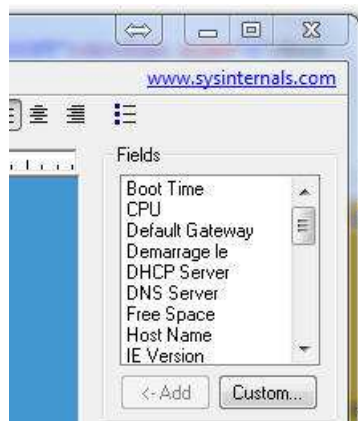 www.sysinternals.com
Fields
Boot Time
CPU
Default Gateway
Demarrage le
DHCP Server
DNS Server
Free Space
Host Name
IE Version
<- Add
Custom...